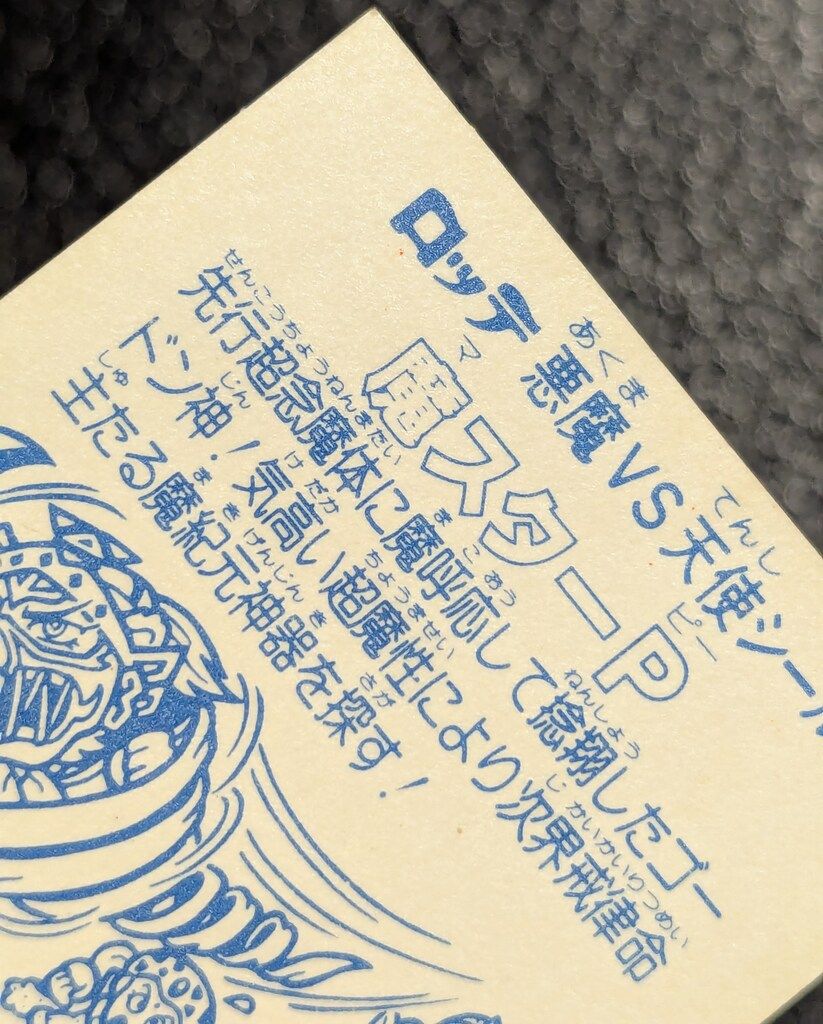 ロッテ 悪魔VS天使シール
魔スターP
先行超念魔体に魔呼応して捻翔したゴー
ドン神!気高い超魔性により次界戒律命
主たる魔紀元神器を探す!